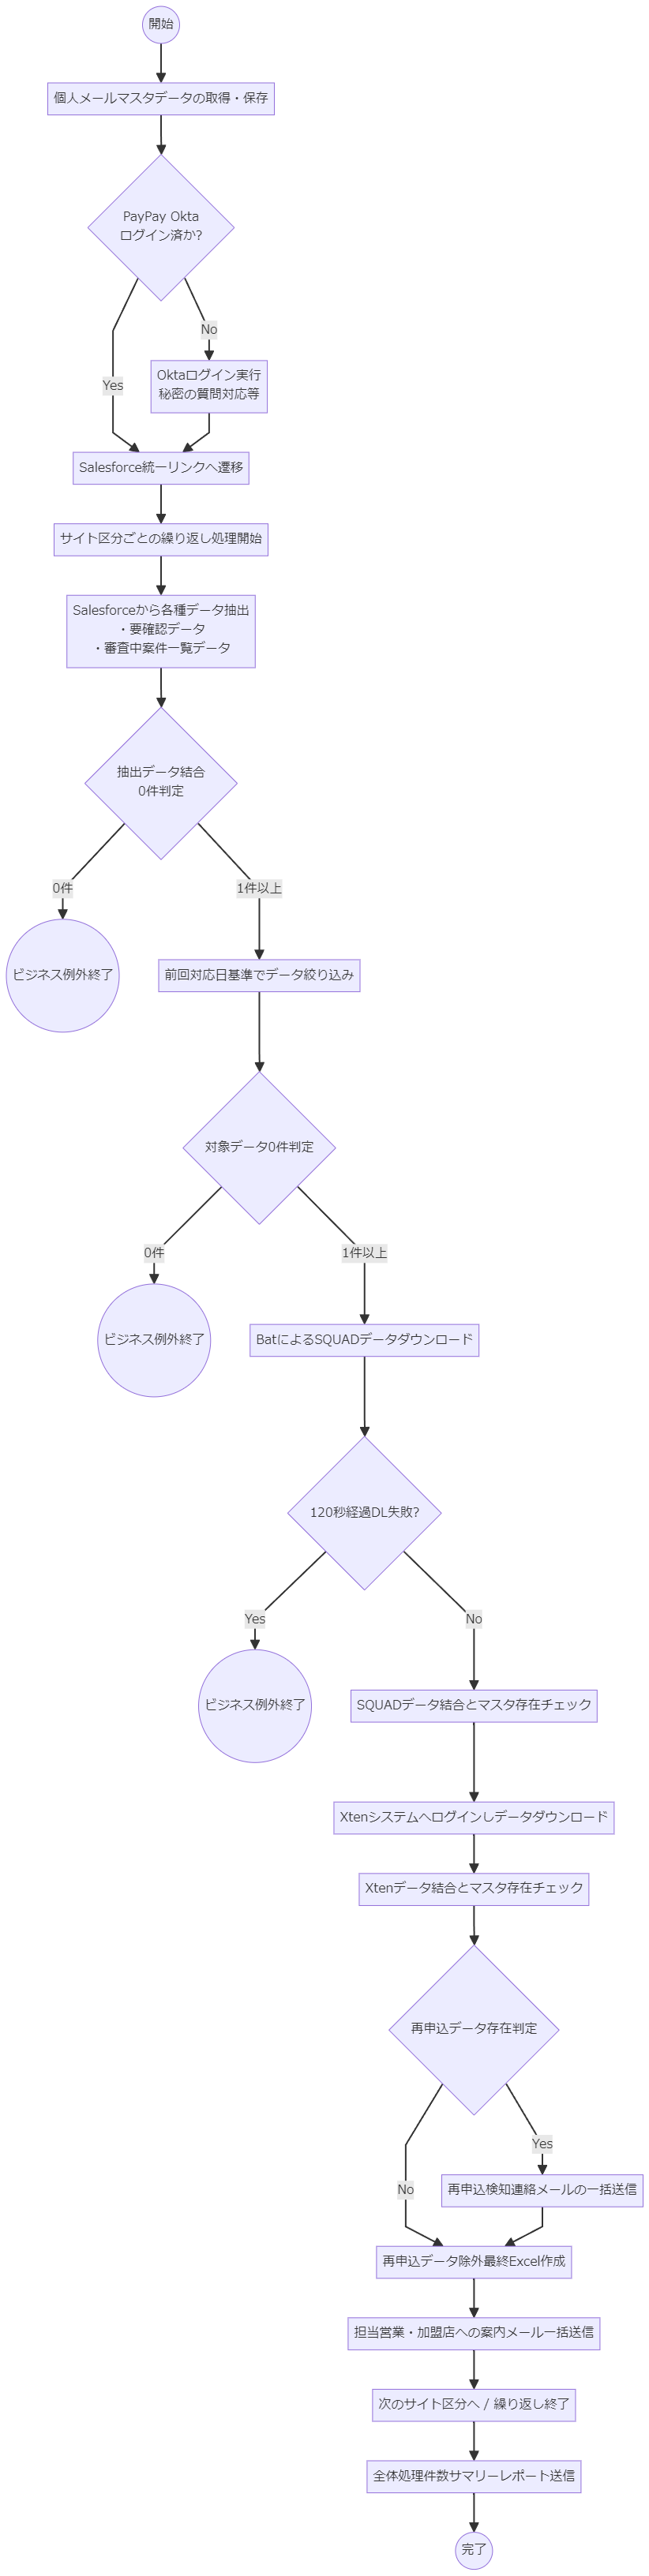 開始
個人メールマスタデータの取得・保存
PayPay Okta
ログイン済か?
No
Yes
Oktaログイン実行
秘密の質問対応等
Salesforce統一リンクへ遷移
サイト区分ごとの繰り返し処理開始
Salesforceから各種データ抽出
・要確認データ
・審査中案件一覧データ
抽出データ結合
0件判定
0件
1件以上
ビジネス例外終了
前回対応日基準でデータ絞り込み
対象データ0件判定
0件
1件以上
ビジネス例外終了
BatによるSQUADデータダウンロード
120秒経過DL失敗?
Yes
No
ビジネス例外終了
SQUADデータ結合とマスタ存在チェック
Xtenシステムへログインしデータダウンロード
Xtenデータ結合とマスタ存在チェック
再申込データ存在判定
Yes
No
再申込検知連絡メールの一括送信
再申込データ除外最終Excel作成
担当営業・加盟店への案内メール一括送信
次のサイト区分へ / 繰り返し終了
全体処理件数サマリーレポート送信
完了